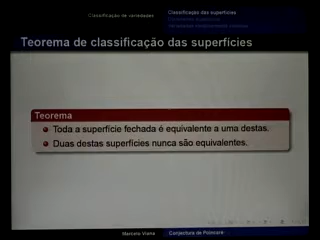 Classificação de variedades
Classificação das superfícies
Teorema de classificação das superfícies
Teorema
Toda a superfície fechada é equivalente a uma destas.
Duas destas superfícies nunca são equivalentes.
Marcelo Viana
Conjectura de Poincaré